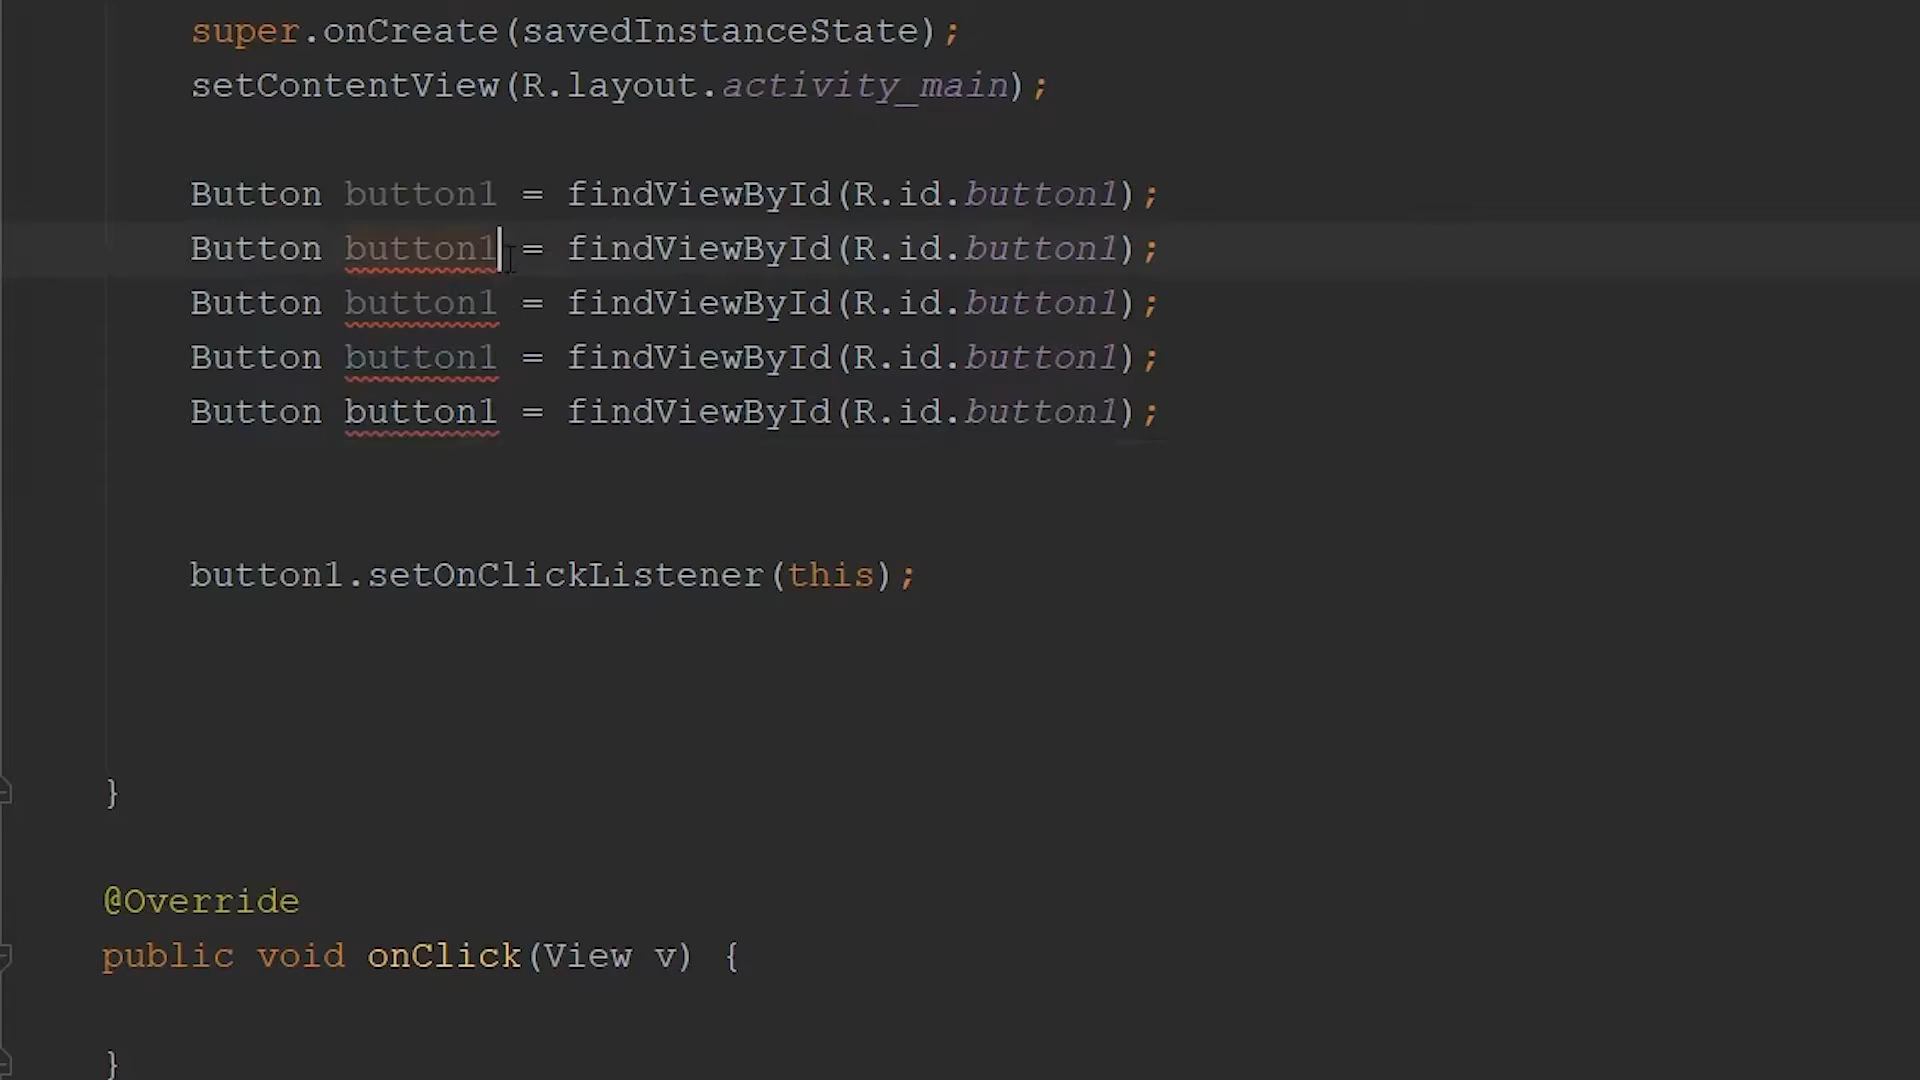 super.onCreate(savedInstanceState);
setContentView(R.layout.activity_main);
Button button1 = findViewById(R.id.button1);
Button button1 = findViewById(R.id.button1);
Button button1 = findViewById(R.id.button1);
Button button1 = findViewById(R.id.button1);
Button button1 = findViewById(R.id.button1);
button1.setOnClickListener(this);
}
@Override
public void onClick(View v) {
}